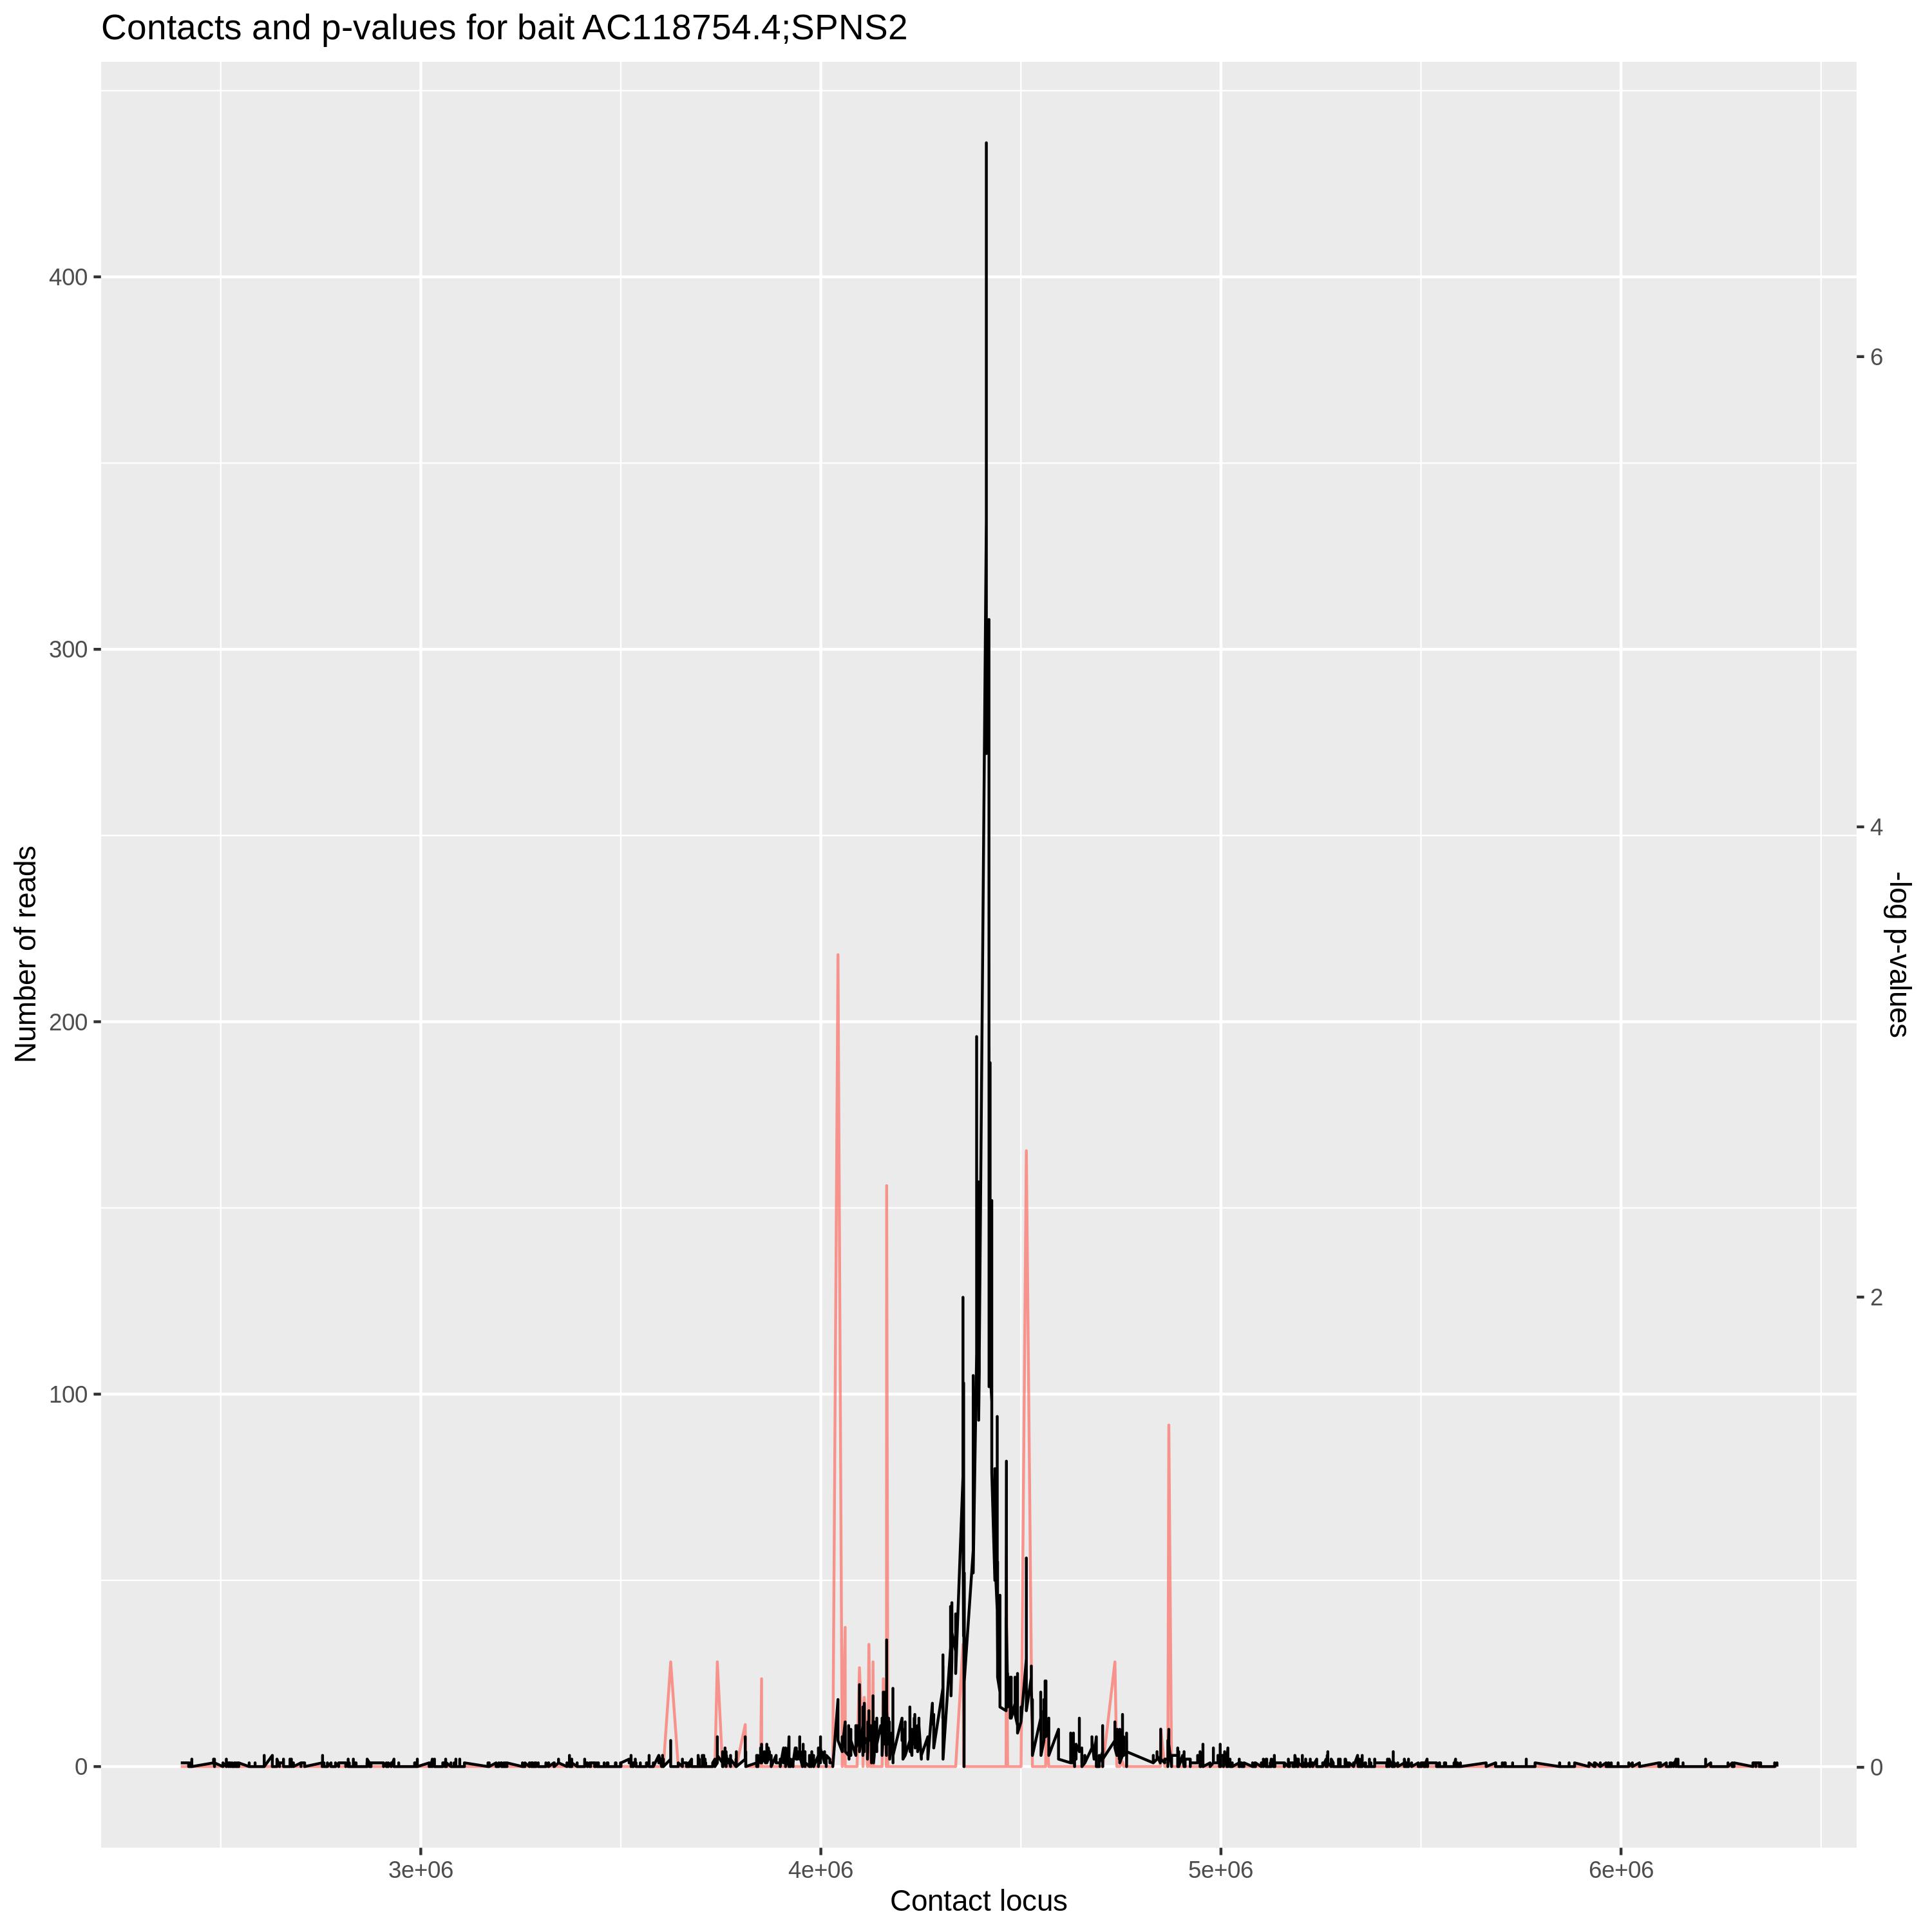 Contacts and p-values for bait AC118754.4;SPNS2
400
300
200
100
0
Number of reads
6
4
2
0
-log p-values
3e+06
4e+06
5e+06
6e+06
Contact locus